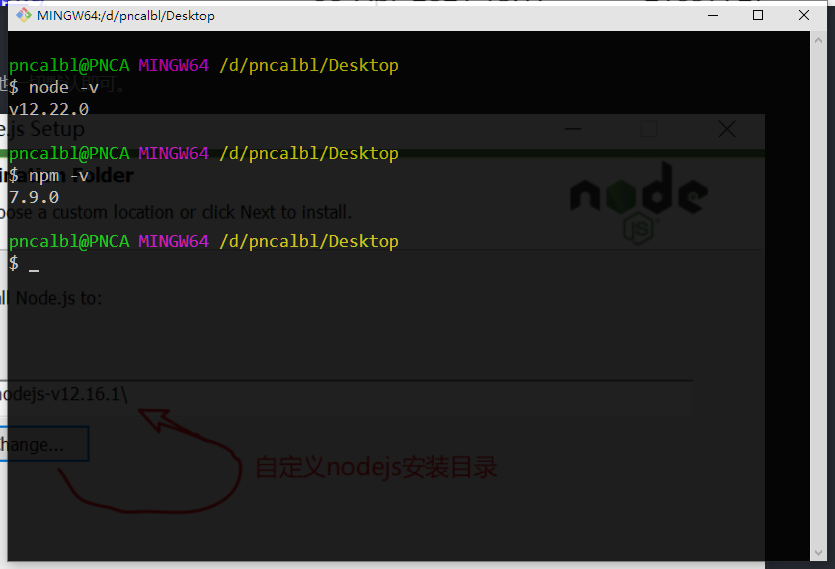 MINGW64:/d/pncalbl/Desktop
pncalbl@PNCA MINGW64 /d/pncalbl/Desktop
$ node -v
v12.22.0
e.js Setup
pncalbl@PNCA MINGW64 /d/pncalbl/Desktop
Folder
$ npm -v
7.9.0
oose a custom location or click Next to install.
node
JS
pncalbl@PNCA MINGW64 /d/pncalbl/Desktop
$ _
all Node.js to:
nodejs-v12.16.1\
Change...
自定义nodejs安装目录